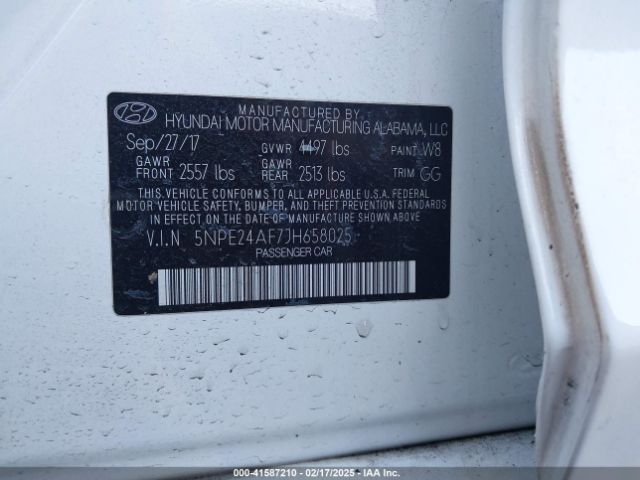 MANUFACTURED BY
HYUNDAI MOTOR MANUFACTURING ALABAMA, LLC
Sep/27/17 GVWR 4497 lbs PAINT W8
GAWR FRONT 2557 lbs GAWR REAR 2513 lbs TRIM GG
THIS VEHICLE CONFORMS TO ALL APPLICABLE U.S.A. FEDERAL
MOTOR VEHICLE SAFETY, BUMPER, AND THEFT PREVENTION STANDARDS
IN EFFECT ON THE DATE OF MANUFACTURE SHOWN ABOVE.
V.I.N. 5NPE24AF7JH658025
PASSENGER CAR
000-41587210 - 02/17/2025 - IAAI.COM